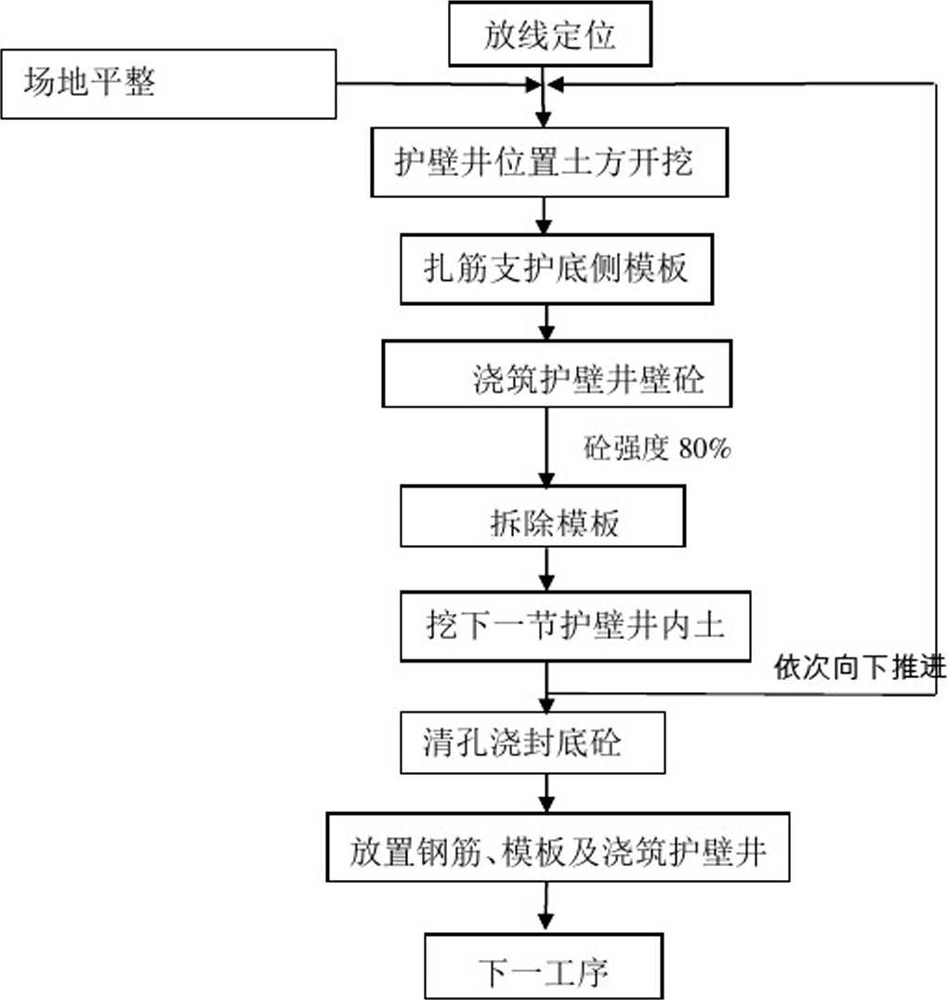 放线定位
场地平整
护壁井位置土方开挖
扎筋支护底侧模板
浇筑护壁井壁砼
砼强度 80%
拆除模板
挖下一节护壁井内土
依次向下推进
清孔浇封底砼
放置钢筋、模板及浇筑护壁井
下一工序